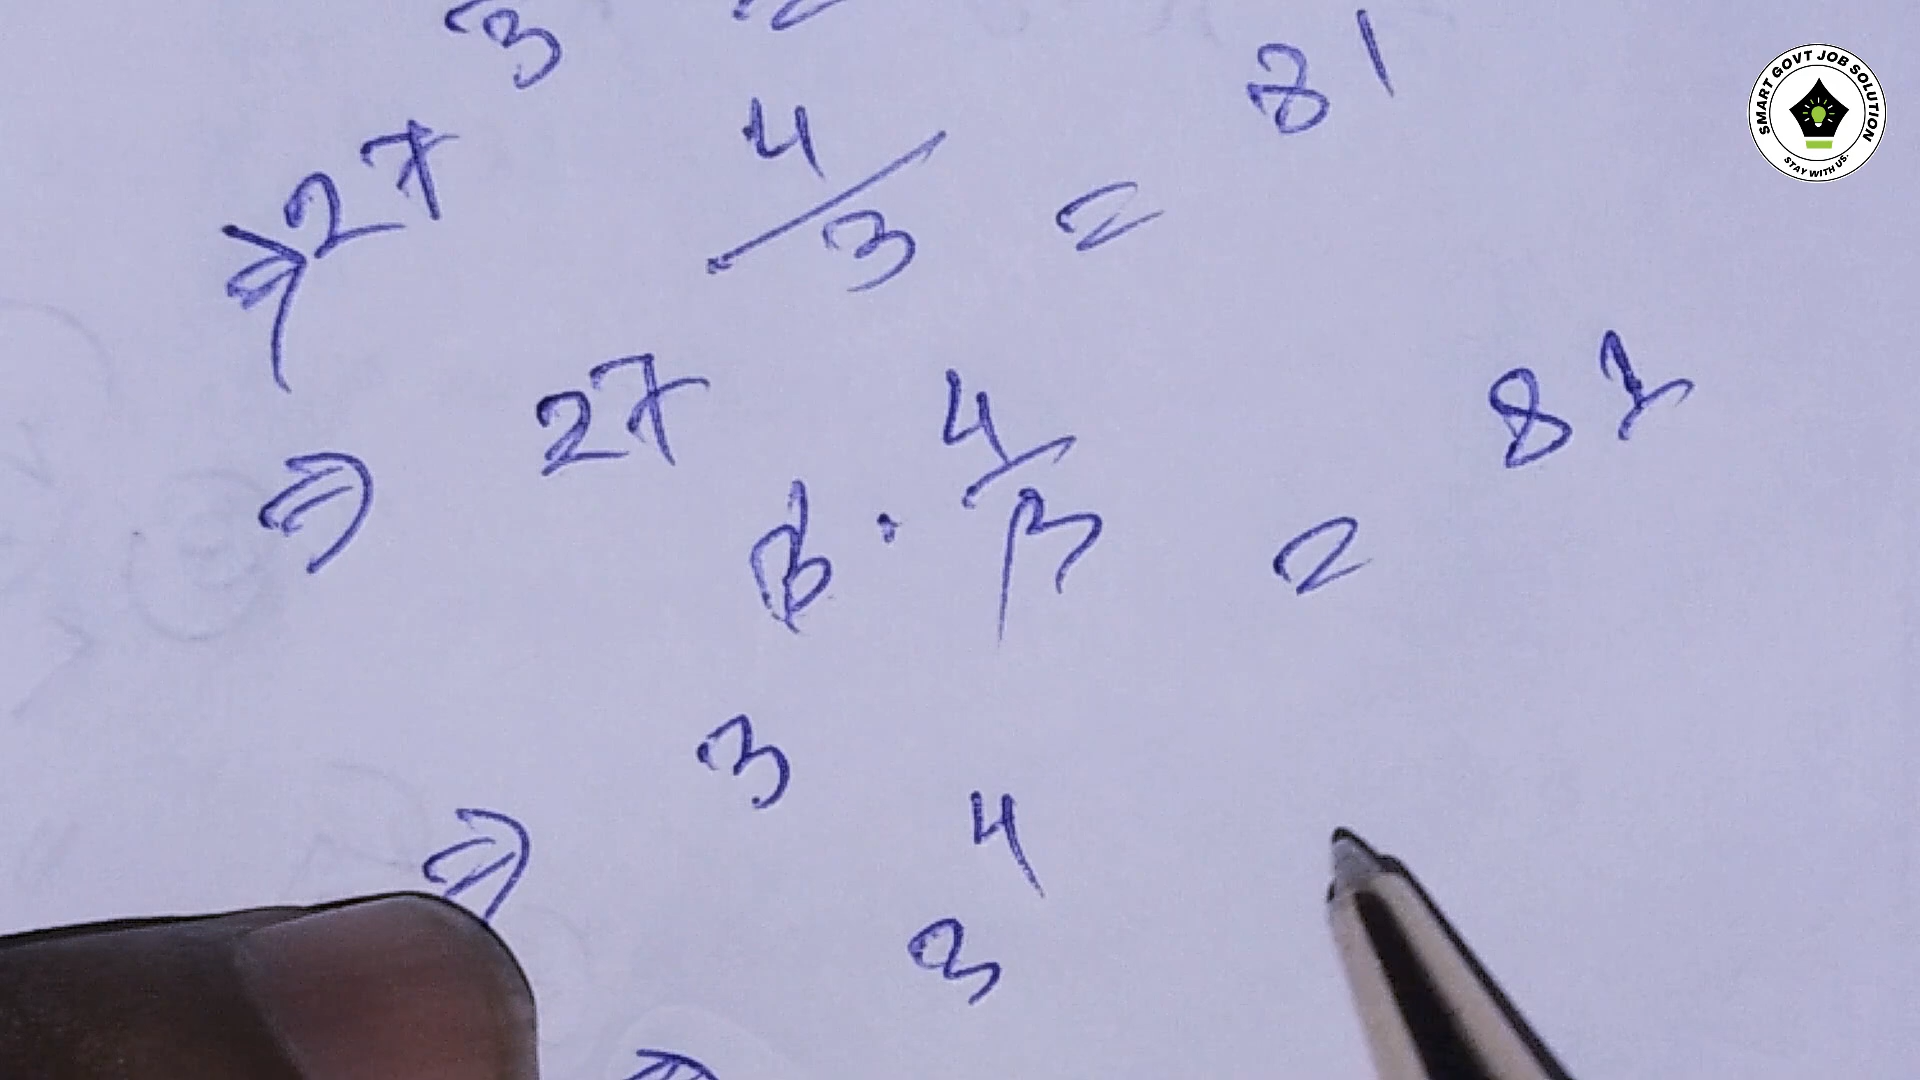 3
27 4/3 = 81
⇒ 27 3 · 4/3 = 81
⇒ 3 4
3
SMART GOVT JOB SOLUTION
STAY WITH US.